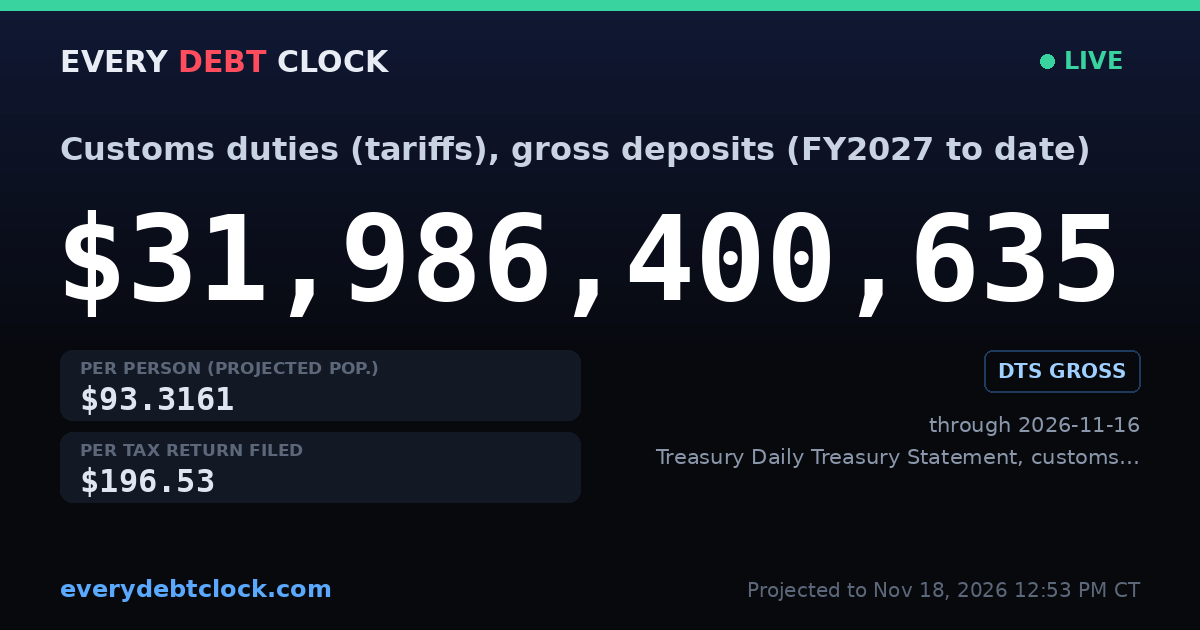 EVERY DEBT CLOCK
LIVE
Customs duties (tariffs), gross deposits (FY2027 to date)
$31,986,400,635
PER PERSON (PROJECTED POP.)
$93.3161
PER TAX RETURN FILED
$196.53
DTS GROSS
through 2026-11-16
Treasury Daily Treasury Statement, customs…
everydebtclock.com
Projected to Nov 18, 2026 12:53 PM CT